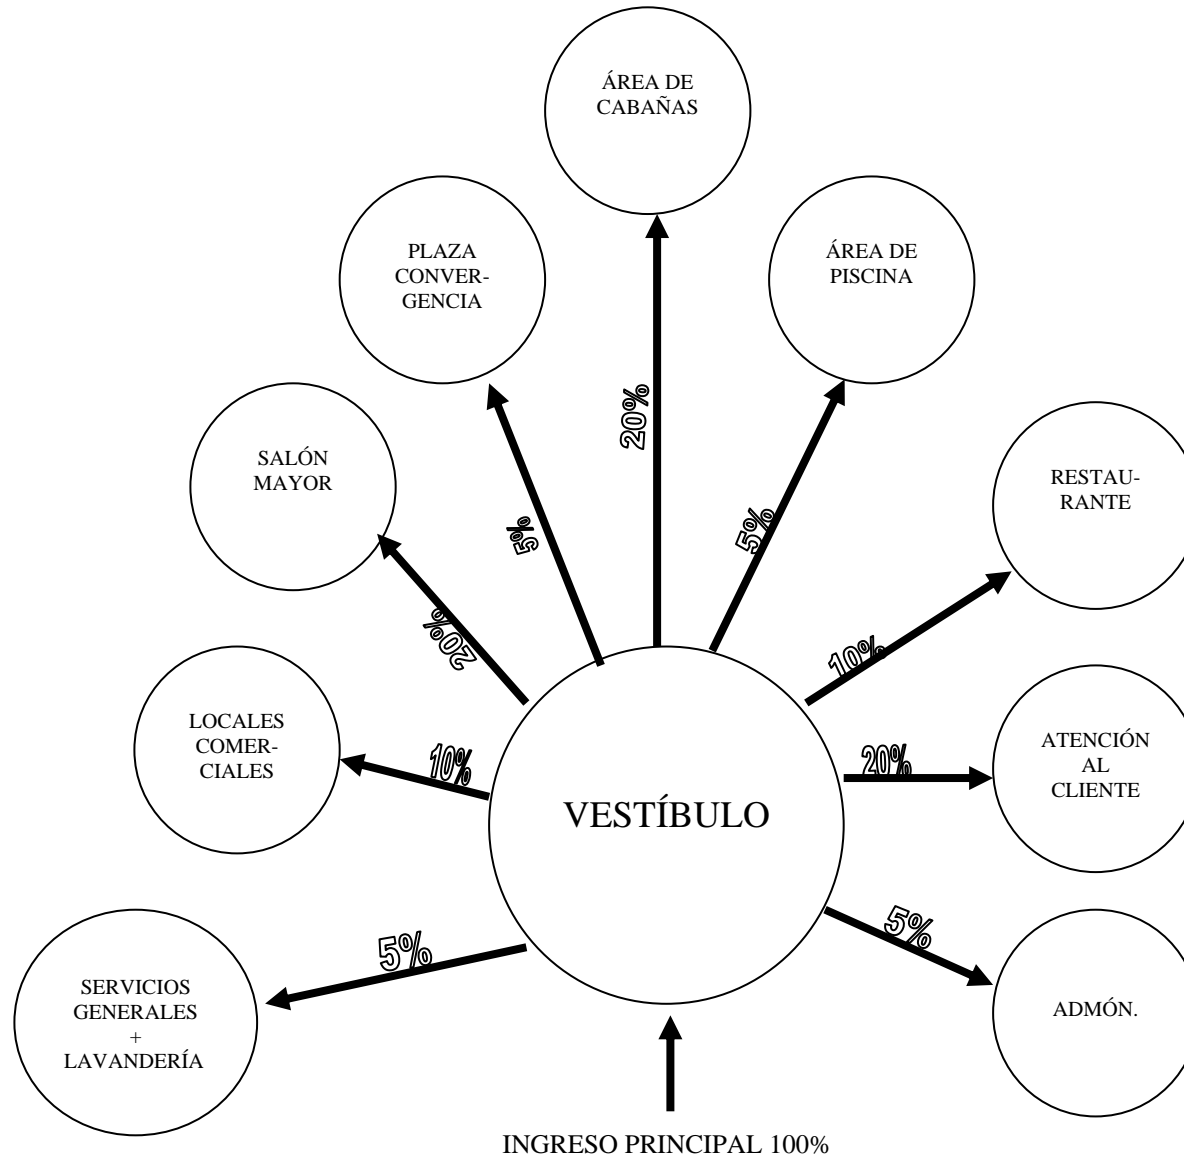 ÁREA DE
CABAÑAS
PLAZA
CONVER-
GENCIA
ÁREA DE
PISCINA
20%
SALÓN
MAYOR
5%
5%
RESTAU-
RANTE
20%
10%
LOCALES
COMER-
CIALES
10%
20%
ATENCIÓN
AL
CLIENTE
VESTÍBULO
5%
5%
SERVICIOS
GENERALES
+
LAVANDERÍA
ADMÓN.
INGRESO PRINCIPAL 100%